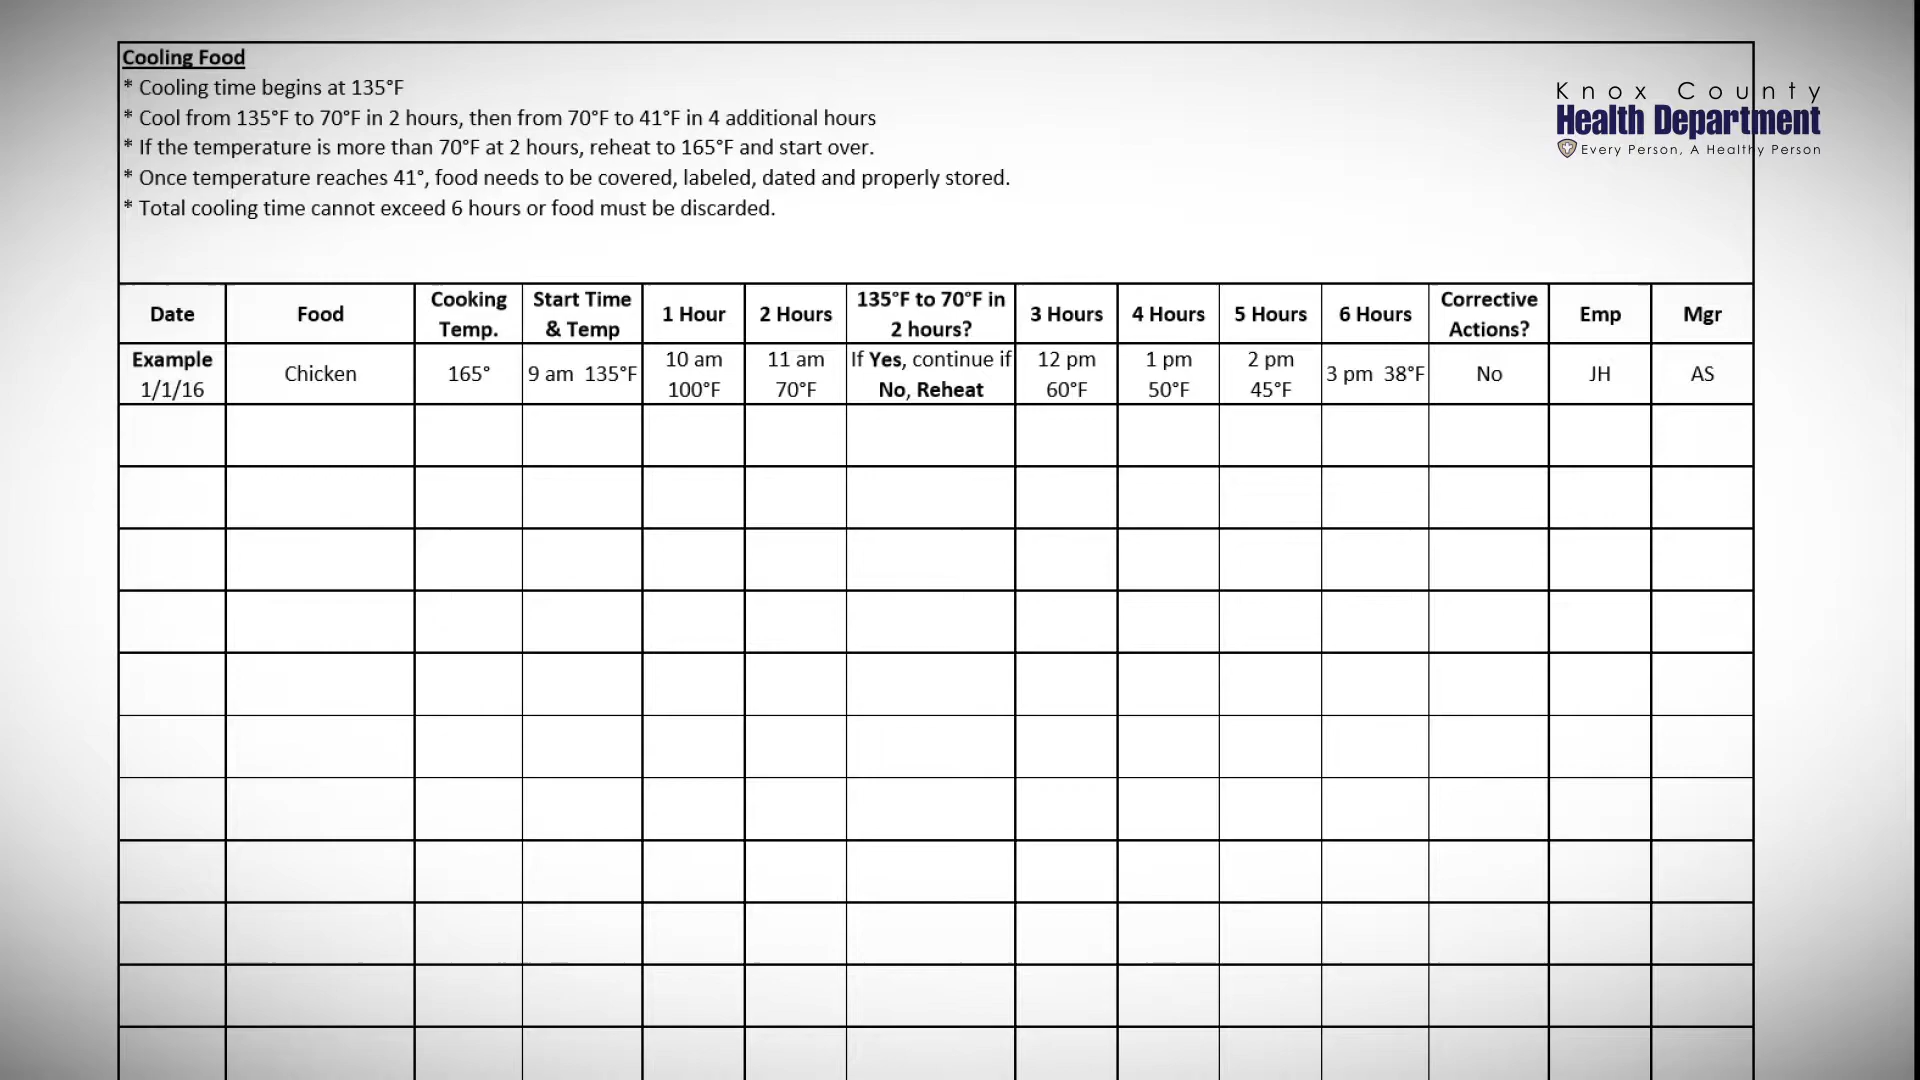 Cooling Food
* Cooling time begins at 135°F
* Cool from 135°F to 70°F in 2 hours, then from 70°F to 41°F in 4 additional hours
* If the temperature is more than 70°F at 2 hours, reheat to 165°F and start over.
* Once temperature reaches 41°, food needs to be covered, labeled, dated and properly stored.
* Total cooling time cannot exceed 6 hours or food must be discarded.
Knox County
Health Department
Every Person, A Healthy Person
Date Food Cooking Temp. Start Time & Temp 1 Hour 2 Hours 135°F to 70°F in 2 hours? 3 Hours 4 Hours 5 Hours 6 Hours Corrective Actions? Emp Mgr
Example 1/1/16 Chicken 165° 9 am 135°F 10 am 100°F 11 am 70°F If Yes, continue if No, Reheat 12 pm 60°F 1 pm 50°F 2 pm 45°F 3 pm 38°F No JH AS